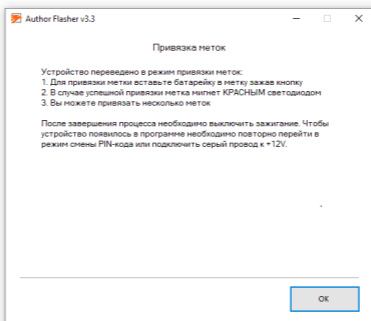 Author Flasher v3.3
Привязка меток
Устройство переведено в режим привязки меток:
1. Для привязки метки вставьте батарейку в метку зажав кнопку
2. В случае успешной привязки метка мигнет КРАСНЫМ светодиодом
3. Вы можете привязать несколько меток
После завершения процесса необходимо выключить зажигание. Чтобы
устройство появилось в программе необходимо повторно перейти в
режим смены PIN-кода или подключить серый провод к +12V.
ОК